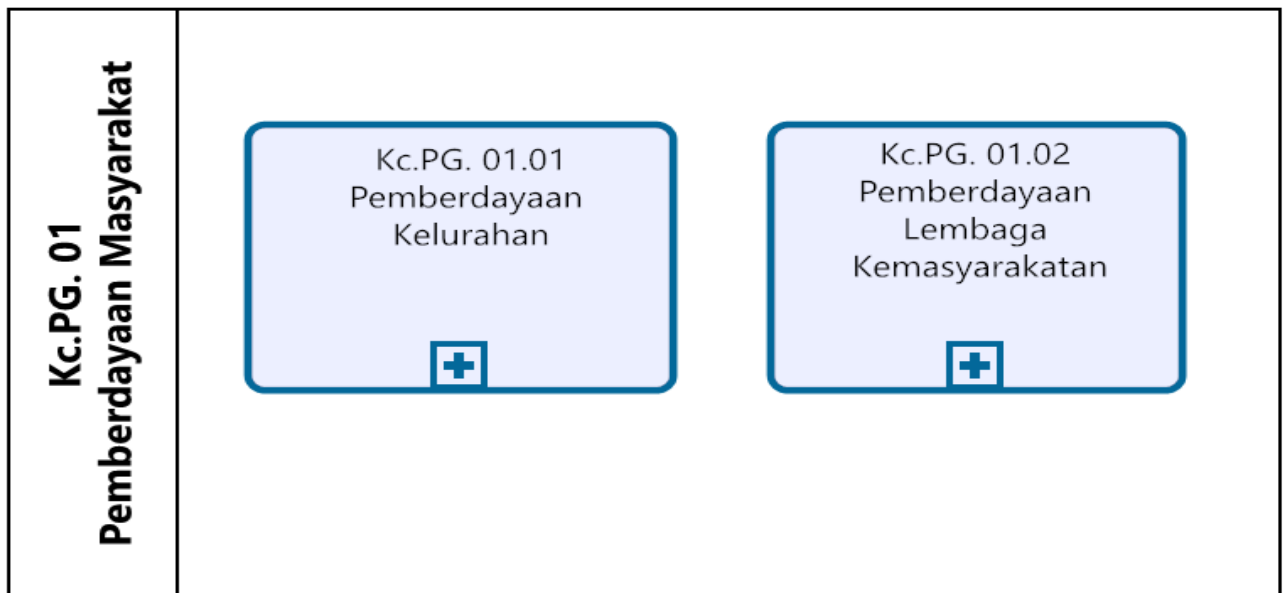 Kc.PG. 01
Pemberdayaan Masyarakat
Kc.PG. 01.01
Pemberdayaan
Kelurahan
Kc.PG. 01.02
Pemberdayaan
Lembaga
Kemasyarakatan